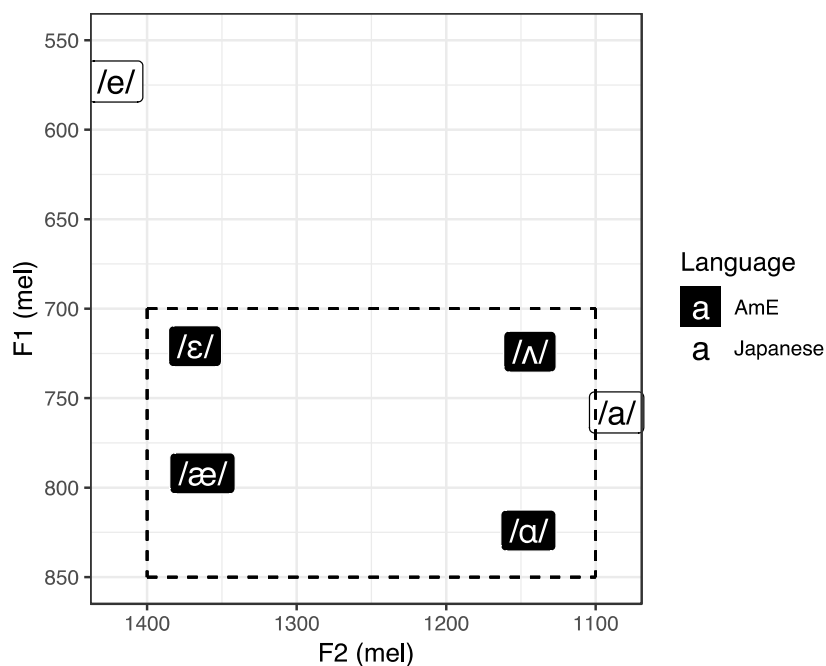 550
/e/
600
650
F1 (mel)
700
/ɛ/
/ʌ/
750
/a/
/æ/
800
/ɑ/
850
1400
1300
1200
1100
F2 (mel)
Language
a AmE
a Japanese